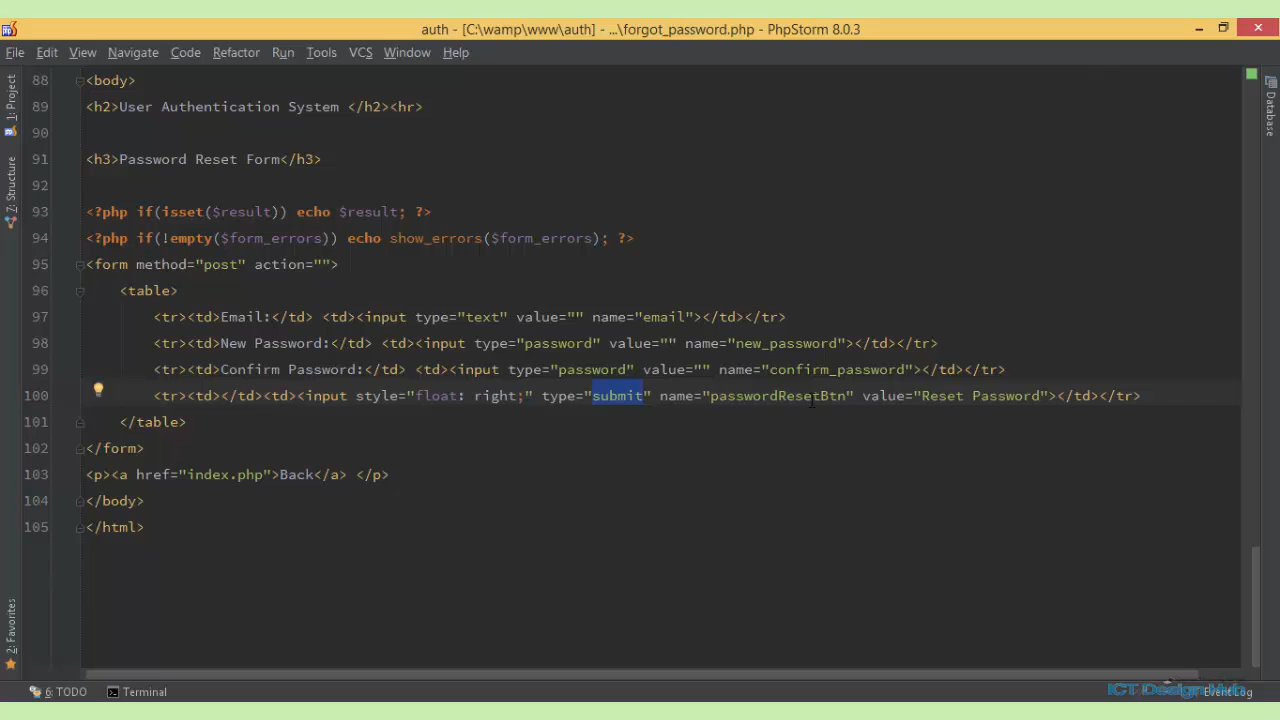 auth - [C:\wamp\www\auth] - ...\forgot_password.php - PhpStorm 8.0.3
File Edit View Navigate Code Refactor Run Tools VCS Window Help
1: Project
7: Structure
2: Favorites
Database
88 <body>
89 <h2>User Authentication System </h2><hr>
90
91 <h3>Password Reset Form</h3>
92
93 <?php if(isset($result)) echo $result; ?>
94 <?php if(!empty($form_errors)) echo show_errors($form_errors); ?>
95 <form method="post" action="">
96 <table>
97 <tr><td>Email:</td> <td><input type="text" value="" name="email"></td></tr>
98 <tr><td>New Password:</td> <td><input type="password" value="" name="new_password"></td></tr>
99 <tr><td>Confirm Password:</td> <td><input type="password" value="" name="confirm_password"></td></tr>
100 <tr><td></td><td><input style="float: right;" type="submit" name="passwordResetBtn" value="Reset Password"></td></tr>
101 </table>
102 </form>
103 <p><a href="index.php">Back</a> </p>
104 </body>
105 </html>
6: TODO Terminal
ICT Design Hub
Event Log